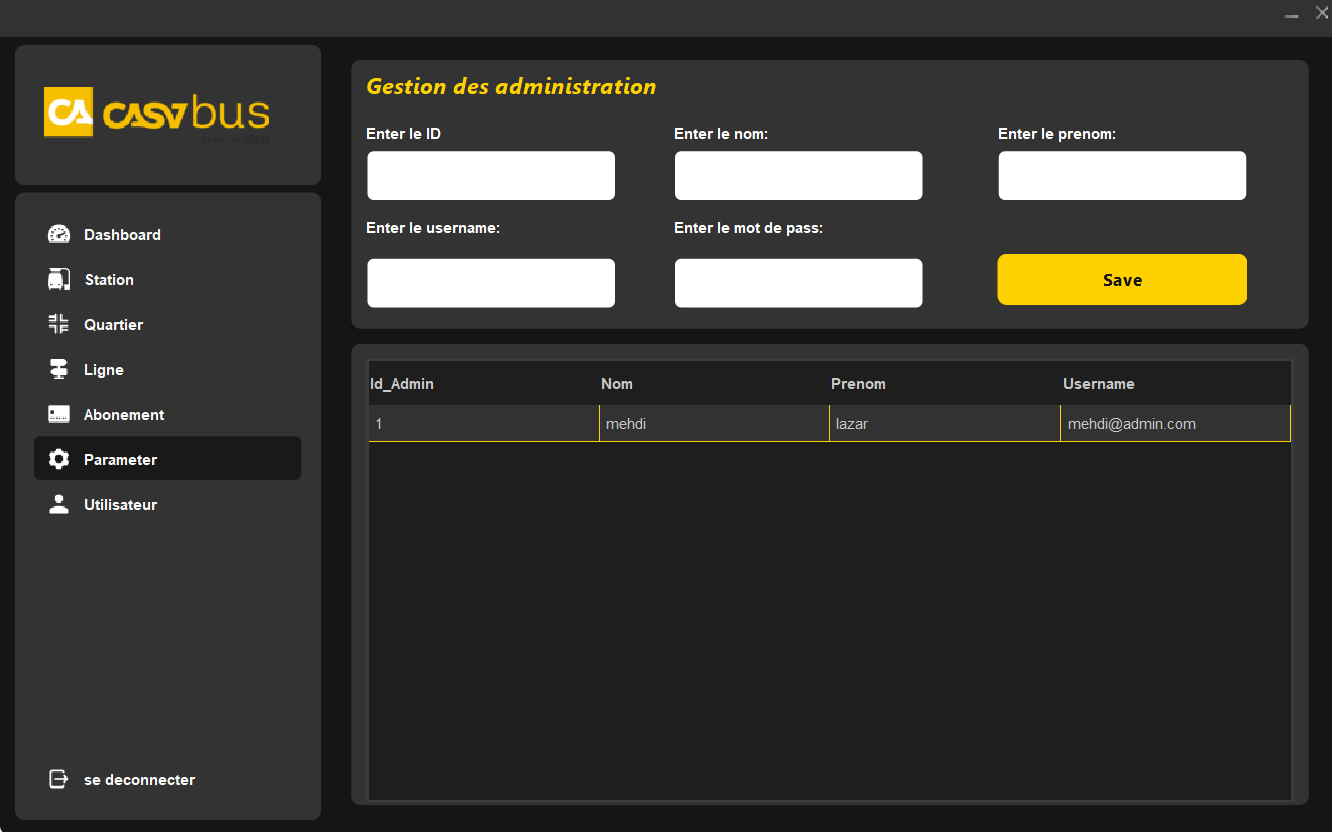 CA CASA bus
Dashboard
Station
Quartier
Ligne
Abonement
Parameter
Utilisateur
se deconnecter
Gestion des administration
Enter le ID Enter le nom: Enter le prenom:
Enter le username: Enter le mot de pass:
Save
Id_Admin Nom Prenom Username
1 mehdi lazar mehdi@admin.com